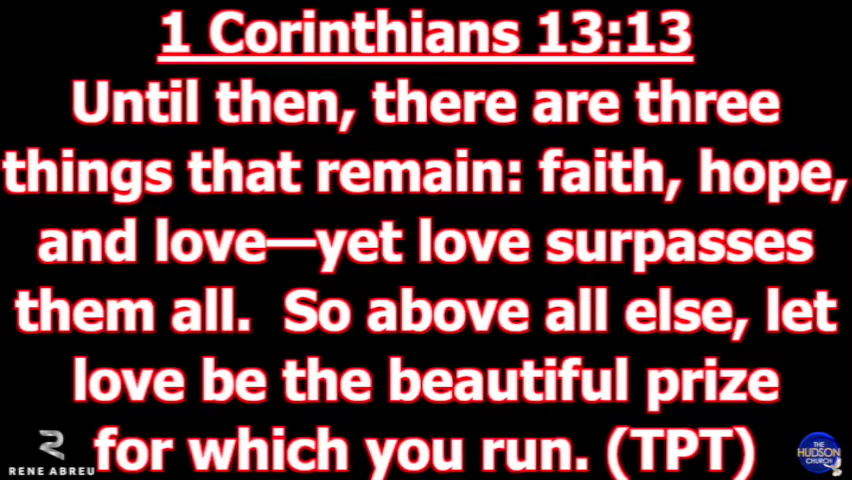 1 Corinthians 13:13
Until then, there are three
things that remain: faith, hope,
and love—yet love surpasses
them all.  So above all else, let
love be the beautiful prize
for which you run. (TPT)
RENE ABREU
THE
HUDSON
CHURCH